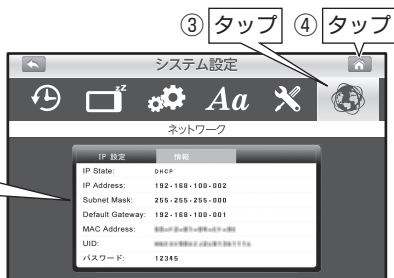 ③ タップ ④ タップ
システム設定
zZ
Aa
ネットワーク
IP 設定 情報
IP State: DHCP
IP Address: 192-168-100-002
Subnet Mask: 255-255-255-000
Default Gateway: 192-168-100-001
MAC Address:
UID:
パスワード: 12345